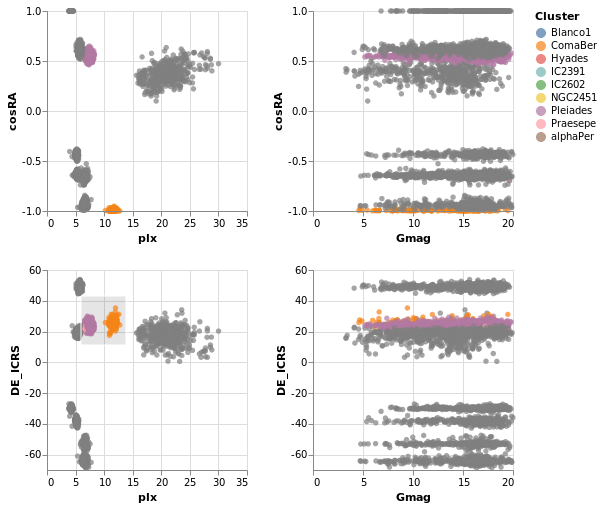 1.0
0.5
0.0
-0.5
-1.0
cosRA
0 5 10 15 20 25 30 35
plx
1.0
0.5
0.0
-0.5
-1.0
cosRA
0 5 10 15 20
Gmag
Cluster
Blanco1
ComaBer
Hyades
IC2391
IC2602
NGC2451
Pleiades
Praesepe
alphaPer
60
40
20
0
-20
-40
-60
DE_ICRS
0 5 10 15 20 25 30 35
plx
60
40
20
0
-20
-40
-60
DE_ICRS
0 5 10 15 20
Gmag